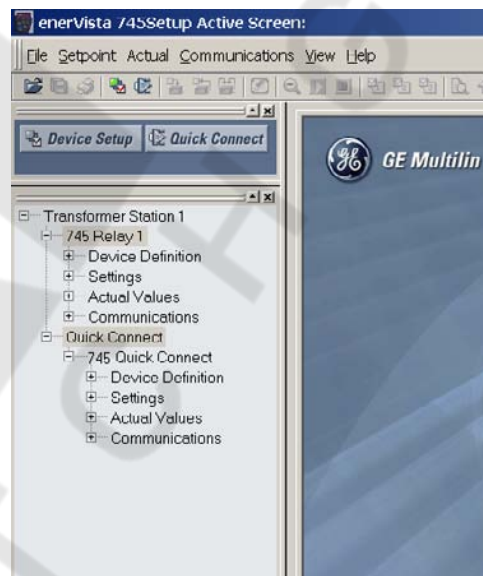 enerVista 745Setup Active Screen:
File Setpoint Actual Communications View Help
Device Setup Quick Connect
GE Multilin
Transformer Station 1
745 Relay 1
Device Definition
Settings
Actual Values
Communications
Quick Connect
745 Quick Connect
Device Definition
Settings
Actual Values
Communications